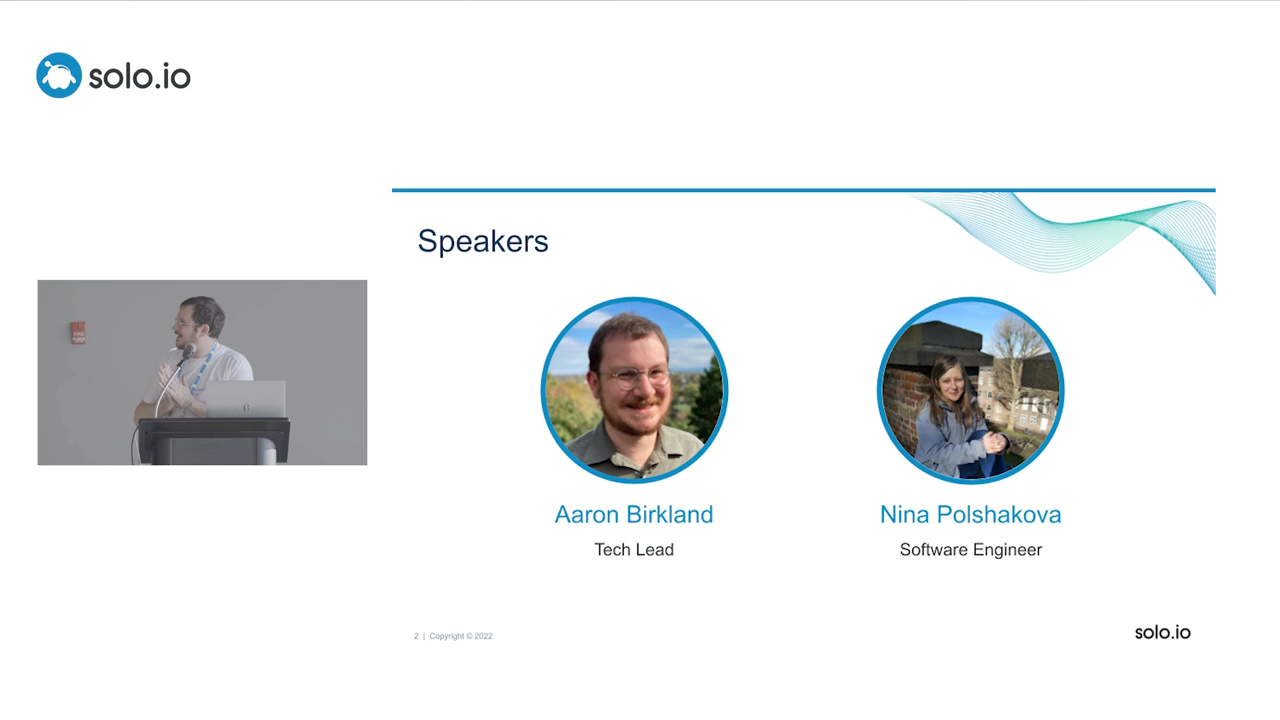 solo.io
Speakers
Aaron Birkland
Nina Polshakova
Tech Lead
Software Engineer
2 | Copyright © 2022
solo.io